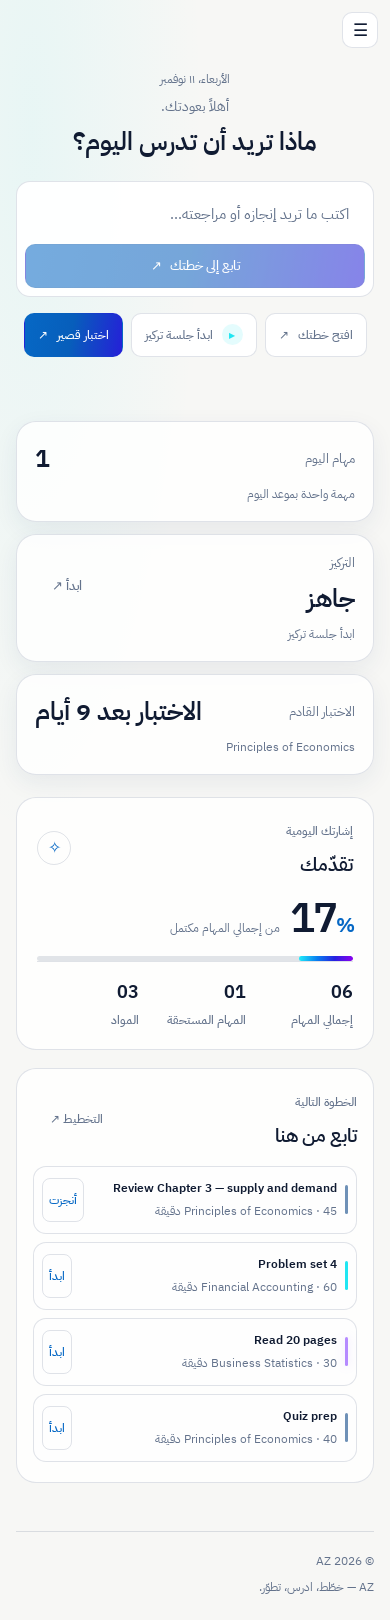 الأربعاء، ١١ نوفمبر
أهلاً بعودتك.
ماذا تريد أن تدرس اليوم؟
اكتب ما تريد إنجازه أو مراجعته...
تابع إلى خطتك ↗
افتح خطتك ↗
ابدأ جلسة تركيز
اختبار قصير ↗
مهام اليوم
1
مهمة واحدة بموعد اليوم
التركيز
جاهز
ابدأ ↗
ابدأ جلسة تركيز
الاختبار القادم
الاختبار بعد 9 أيام
Principles of Economics
إشارتك اليومية
تقدّمك
17%
من إجمالي المهام مكتمل
06
01
03
إجمالي المهام
المهام المستحقة
المواد
الخطوة التالية
تابع من هنا
التخطيط ↗
Review Chapter 3 — supply and demand
Principles of Economics · 45 دقيقة
أنجزت
Problem set 4
Financial Accounting · 60 دقيقة
ابدأ
Read 20 pages
Business Statistics · 30 دقيقة
ابدأ
Quiz prep
Principles of Economics · 40 دقيقة
ابدأ
© 2026 AZ
AZ — خطّط، ادرس، تطوّر.